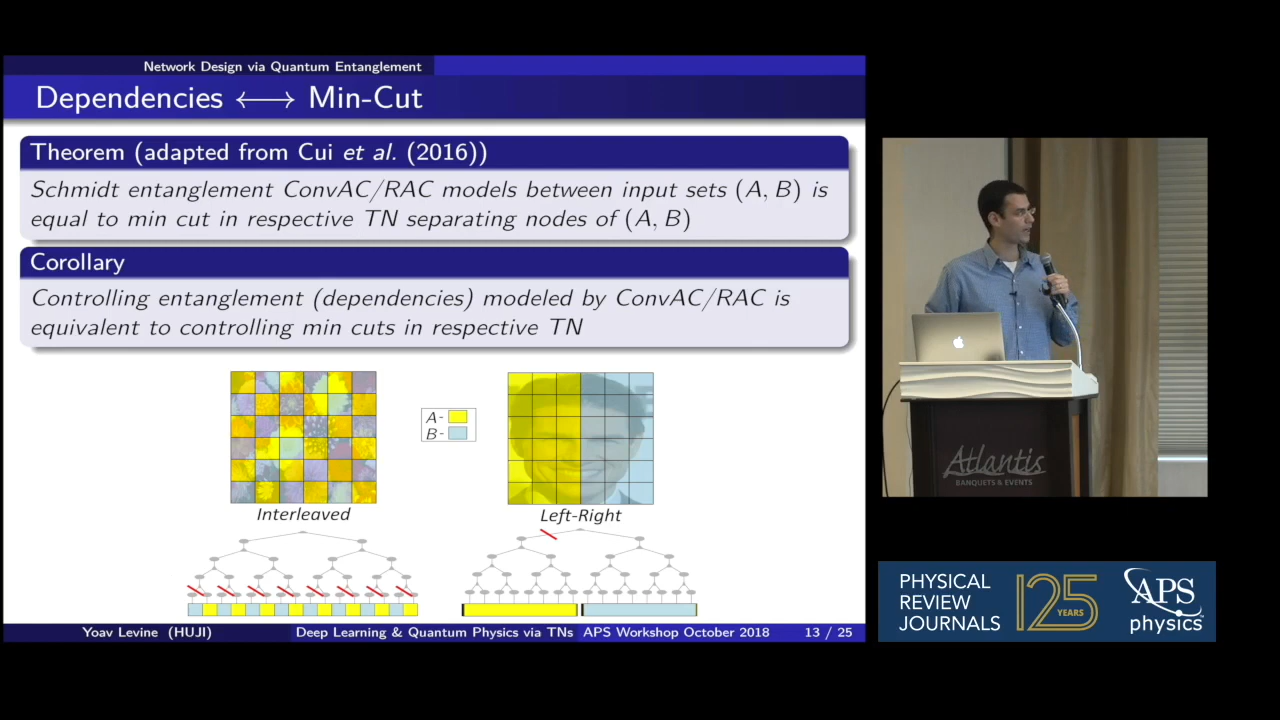 Network Design via Quantum Entanglement
Dependencies ⟷ Min-Cut
Theorem (adapted from Cui et al. (2016))
Schmidt entanglement ConvAC/RAC models between input sets (A, B) is
equal to min cut in respective TN separating nodes of (A, B)
Corollary
Controlling entanglement (dependencies) modeled by ConvAC/RAC is
equivalent to controlling min cuts in respective TN
A-
B-
Interleaved
Left-Right
Yoav Levine (HUJI)
Deep Learning & Quantum Physics via TNs
APS Workshop October 2018
13 / 25
Atlantis
BANQUETS & EVENTS
PHYSICAL
REVIEW
JOURNALS
125
YEARS
APS
physics